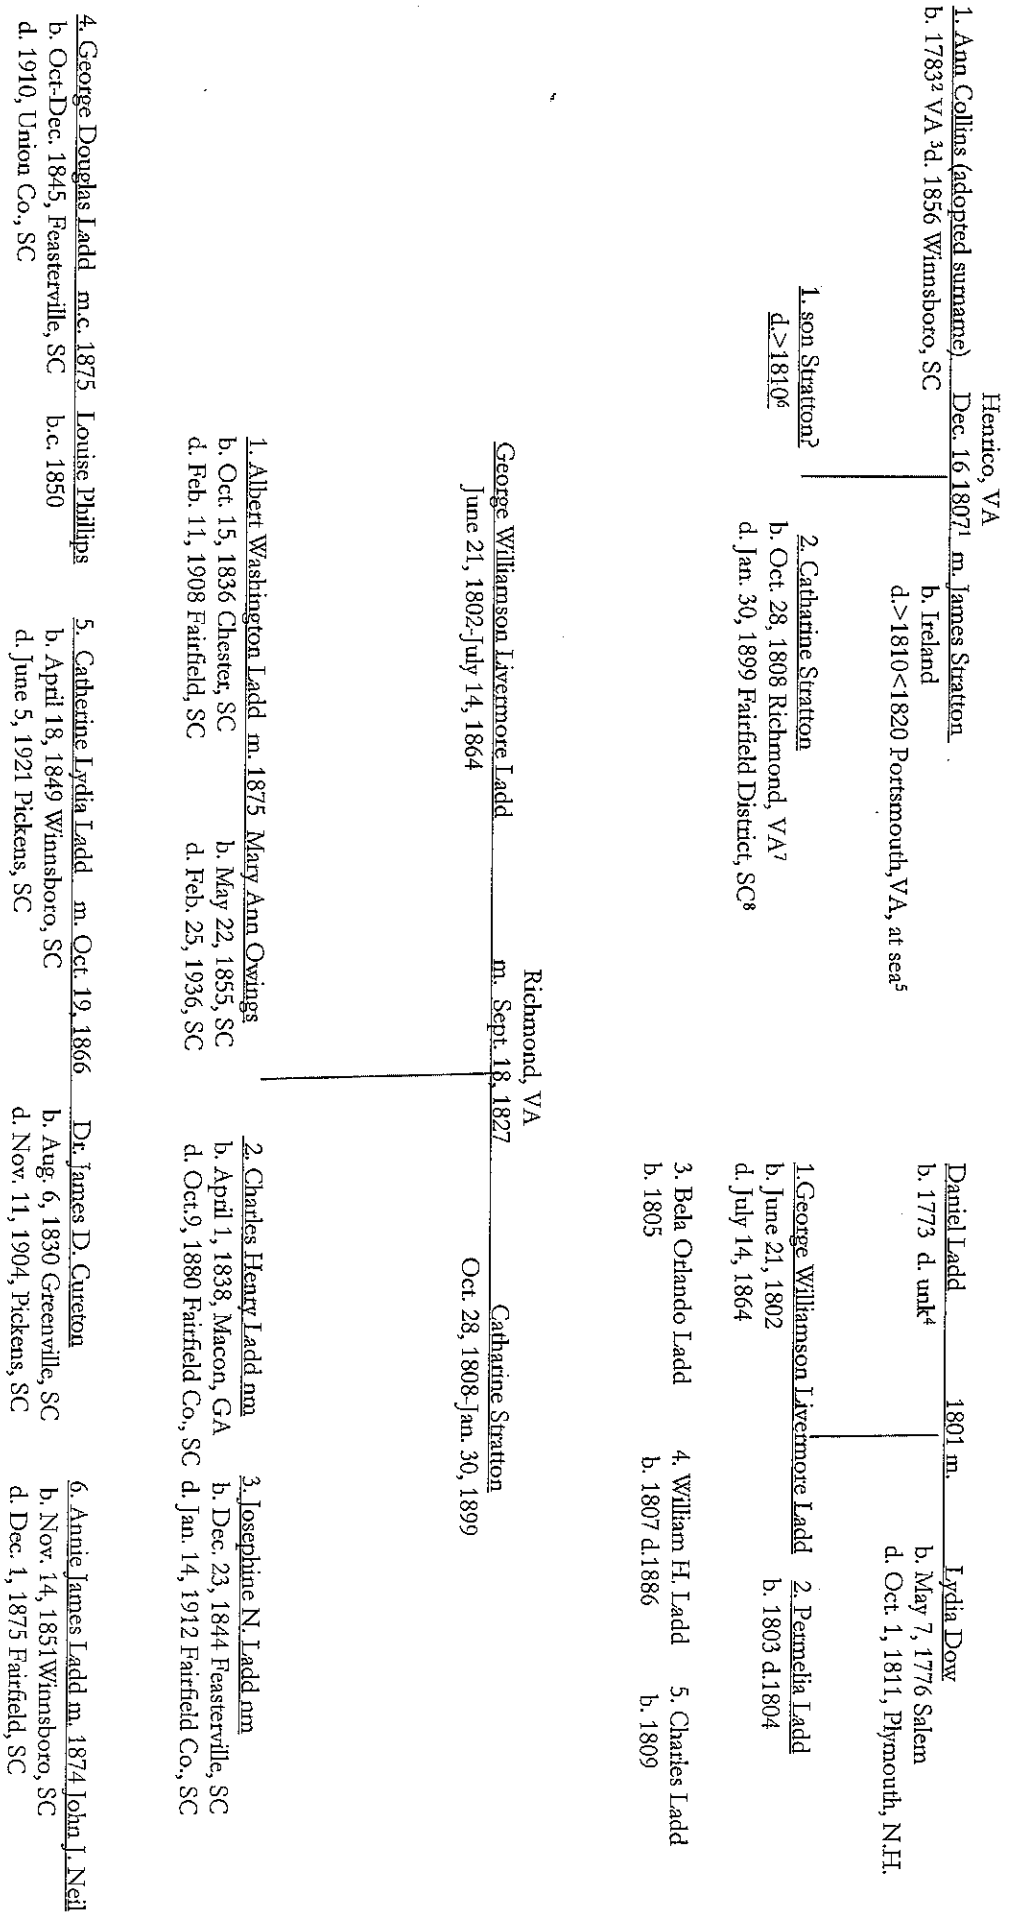 Henrico, VA
1. Ann Collins (adopted surname) Dec. 16 1807¹ m. James Stratton
b. 1783² VA ³d. 1856 Winnsboro, SC
b. Ireland
d.>1810<1820 Portsmouth,VA, at sea⁵
Daniel Ladd 1801 m. Lydia Dow
b. 1773 d. unk⁴
b. May 7, 1776 Salem
d. Oct. 1, 1811, Plymouth, N.H.
1. son Stratton?
d.>1810⁶
2. Catharine Stratton
b. Oct. 28, 1808 Richmond, VA⁷
d. Jan. 30, 1899 Fairfield District, SC⁸
1.George Williamson Livermore Ladd
b. June 21, 1802
d. July 14, 1864
2. Permelia Ladd
b. 1803 d.1804
3. Bela Orlando Ladd
b. 1805
4. William H. Ladd
b. 1807 d.1886
5. Charles Ladd
b. 1809
Richmond, VA
George Williamson Livermore Ladd m. Sept. 18, 1827 Catharine Stratton
June 21, 1802-July 14, 1864
Oct. 28, 1808-Jan. 30, 1899
1. Albert Washington Ladd m. 1875 Mary Ann Owings
b. Oct. 15, 1836 Chester, SC b. May 22, 1855, SC
d. Feb. 11, 1908 Fairfield, SC d. Feb. 25, 1936, SC
2. Charles Henry Ladd nm
b. April 1, 1838, Macon, GA
d. Oct.9, 1880 Fairfield Co., SC
3. Josephine N. Ladd nm
b. Dec. 23, 1844 Feasterville, SC
d. Jan. 14, 1912 Fairfield Co., SC
4. George Douglas Ladd m.c. 1875 Louise Phillips
b. Oct-Dec. 1845, Feasterville, SC b.c. 1850
d. 1910, Union Co., SC
5. Catherine Lydia Ladd m. Oct. 19, 1866 Dr. James D. Cureton
b. April 18, 1849 Winnsboro, SC b. Aug. 6, 1830 Greenville, SC
d. June 5, 1921 Pickens, SC d. Nov. 11, 1904, Pickens, SC
6. Annie James Ladd m. 1874 John J. Neil
b. Nov. 14, 1851Winnsboro, SC
d. Dec. 1, 1875 Fairfield, SC